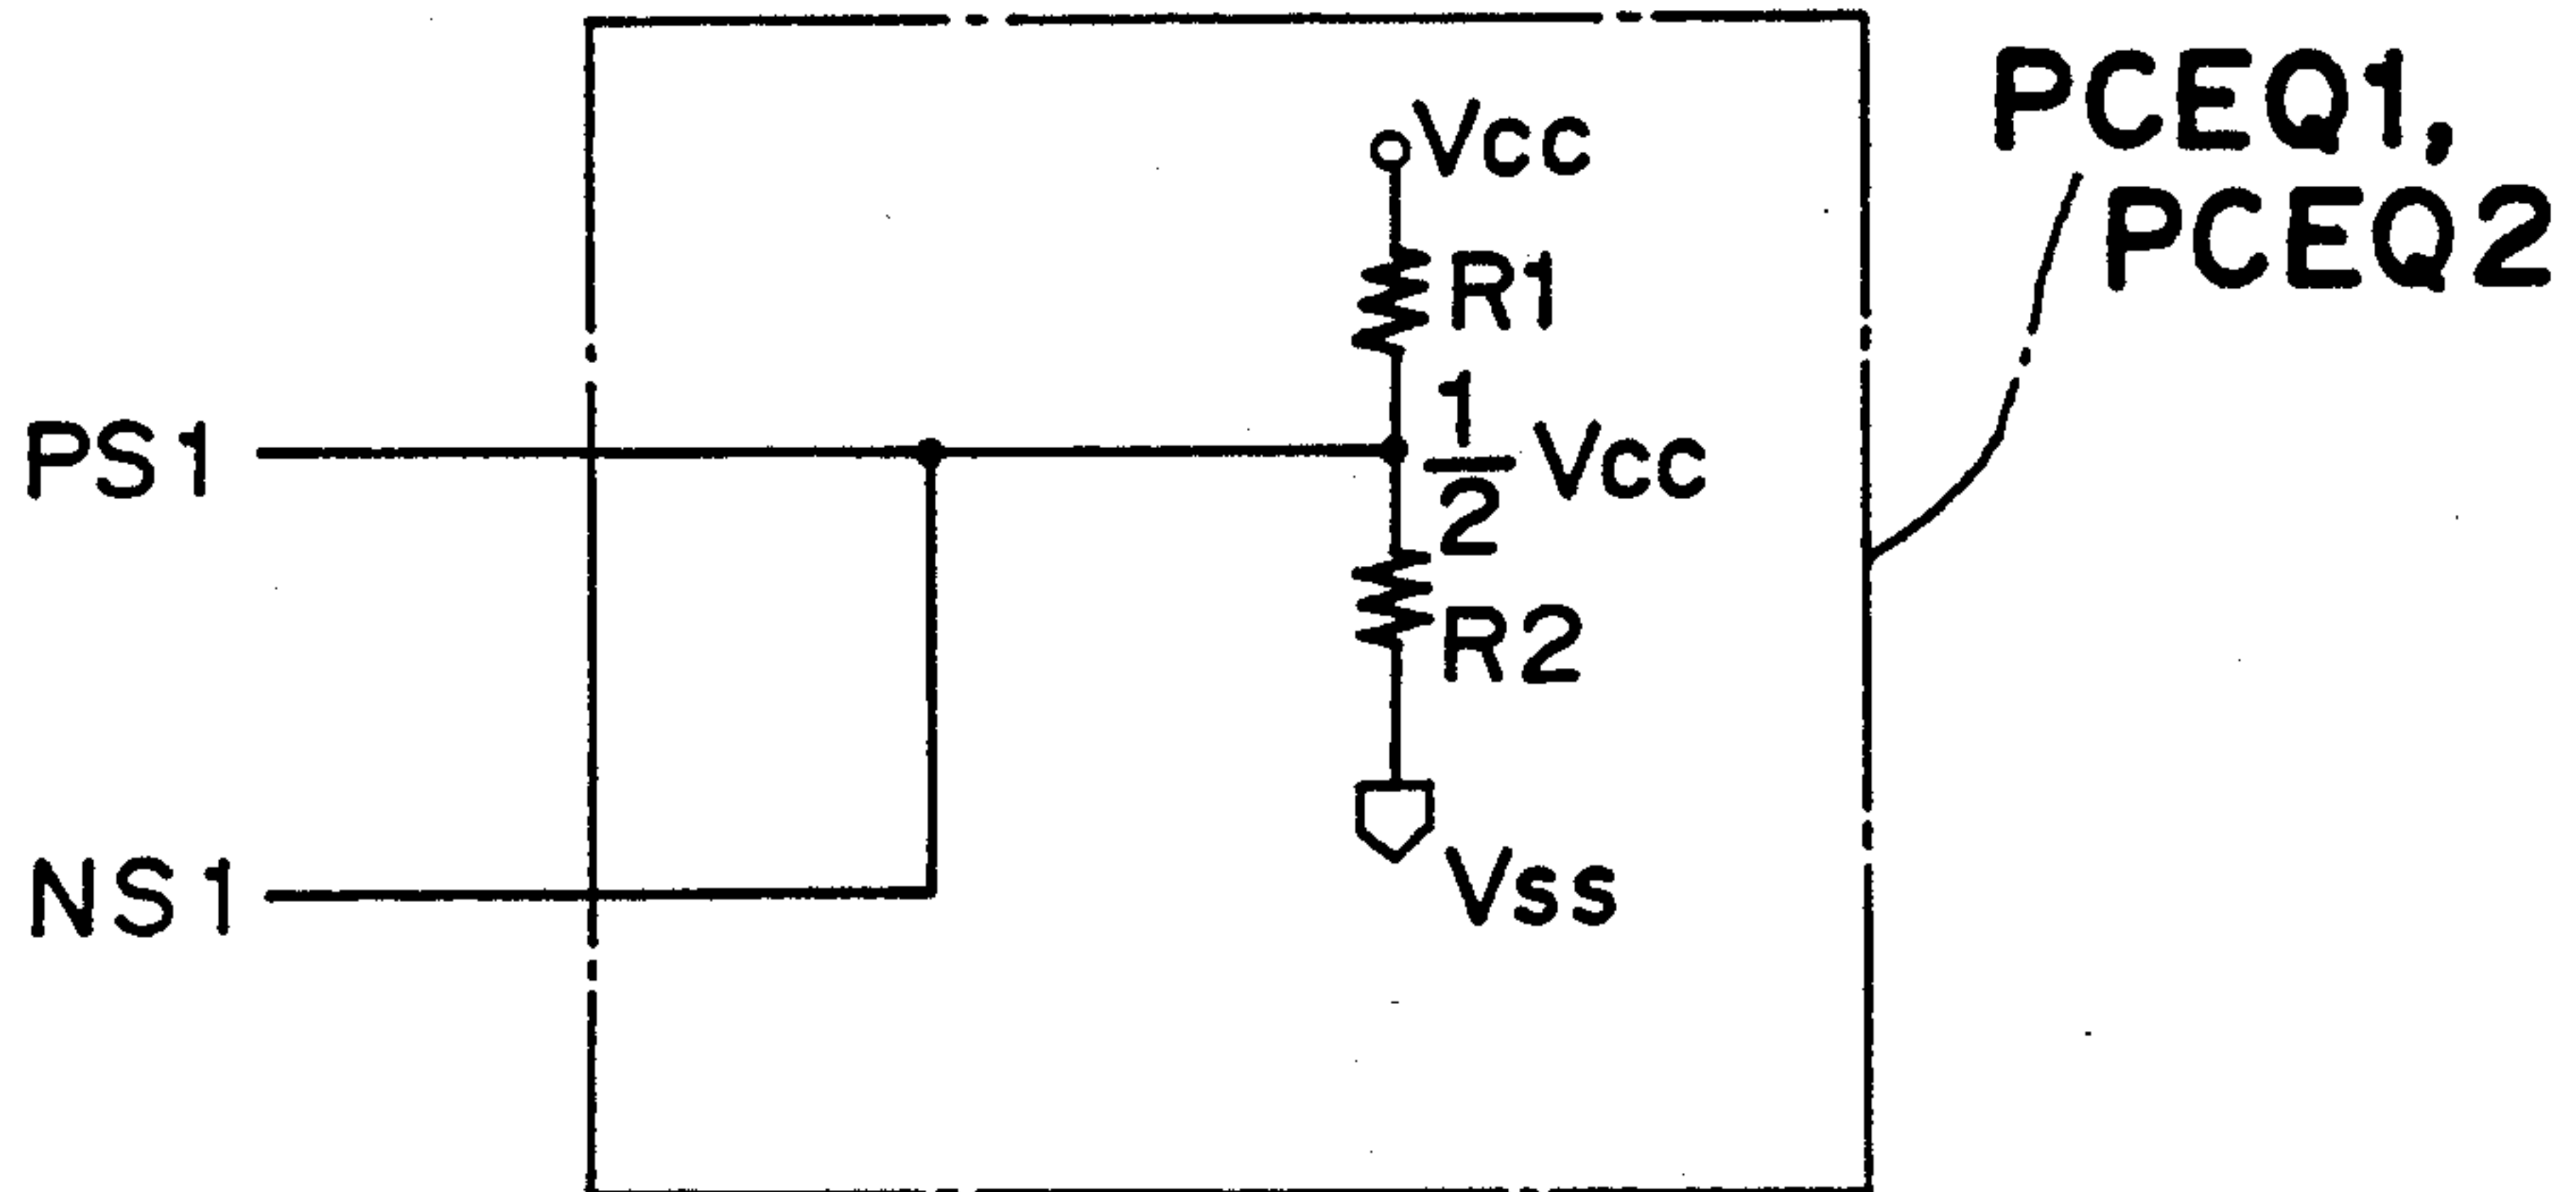 PCEQ1,
PCEQ2
Vcc
R1
PS1
1/2 Vcc
R2
NS1
Vss